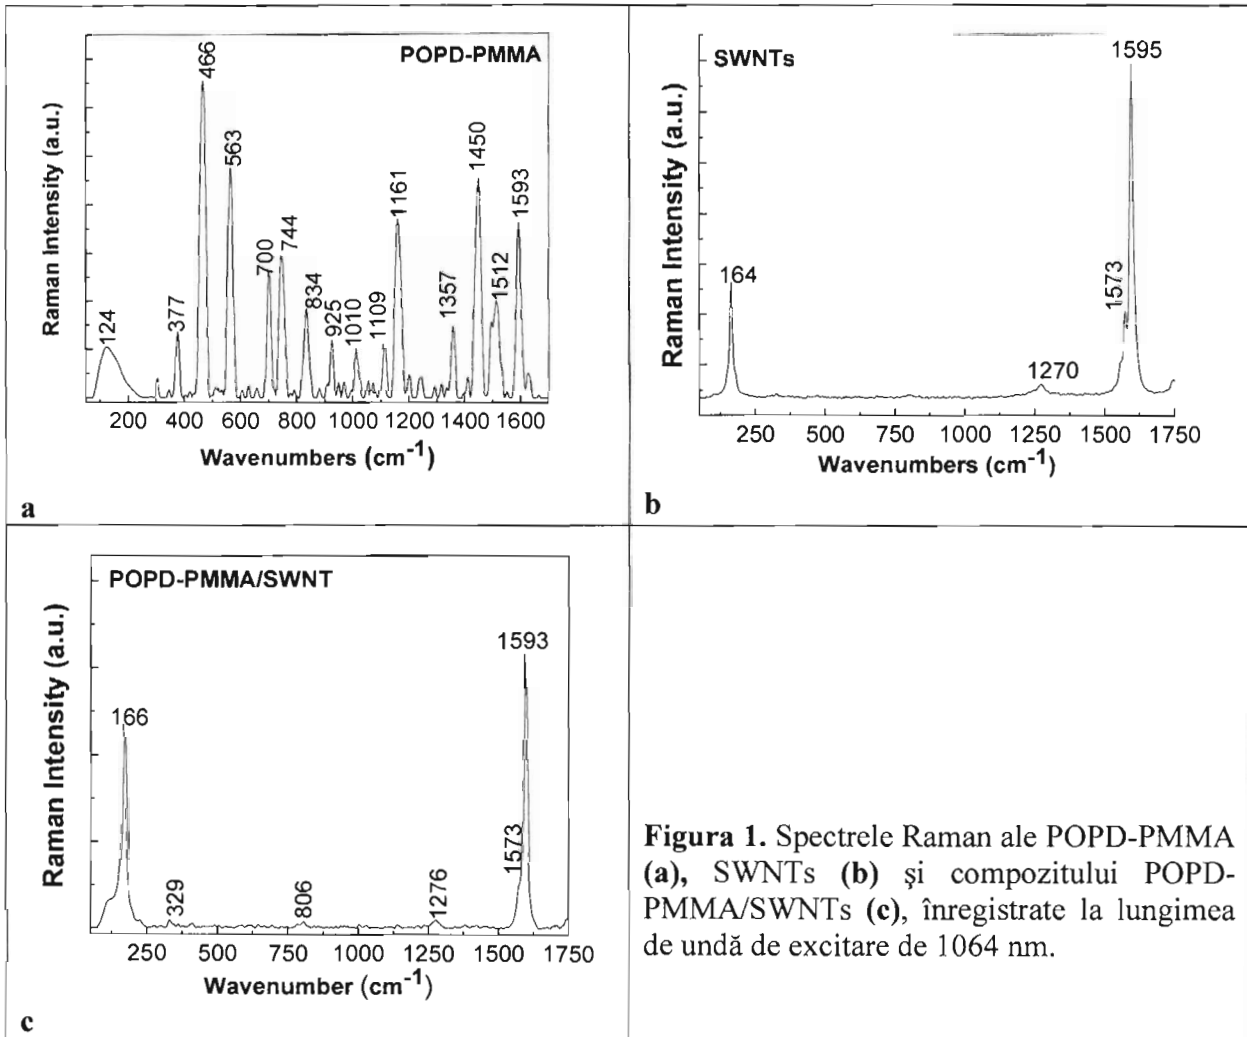 POPD-PMMA
466
563
1450
1161
1593
744
700
1512
834
1357
925
1010
1109
377
124
Raman Intensity (a.u.)
200 400 600 800 1000 1200 1400 1600
Wavenumbers (cm-1)
a
SWNTs
1595
1573
164
1270
Raman Intensity (a.u.)
250 500 750 1000 1250 1500 1750
Wavenumbers (cm-1)
b
POPD-PMMA/SWNT
1593
166
1573
329
806
1276
Raman Intensity (a.u.)
250 500 750 1000 1250 1500 1750
Wavenumber (cm-1)
c
Figura 1. Spectrele Raman ale POPD-PMMA
(a), SWNTs (b) şi compozitului POPD-
PMMA/SWNTs (c), înregistrate la lungimea
de undă de excitare de 1064 nm.